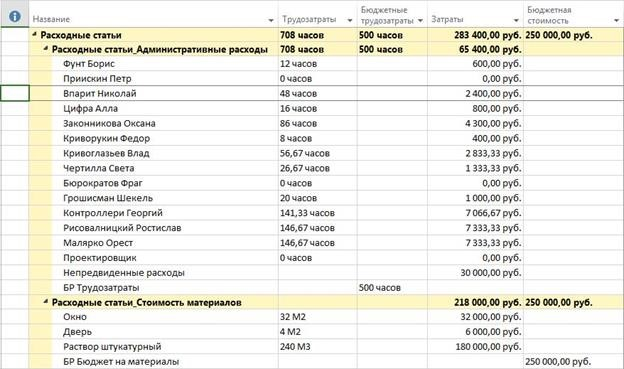 Название Трудозатраты Бюджетные трудозатраты Затраты Бюджетная стоимость
Расходные статьи 708 часов 500 часов 283 400,00 руб. 250 000,00 руб.
Расходные статьи_Административные расходы 708 часов 500 часов 65 400,00 руб.
Фунт Борис 12 часов 600,00 руб.
Приискин Петр 0 часов 0,00 руб.
Впарит Николай 48 часов 2 400,00 руб.
Цифра Алла 16 часов 800,00 руб.
Законникова Оксана 86 часов 4 300,00 руб.
Криворукин Федор 8 часов 400,00 руб.
Кривоглазьев Влад 56,67 часов 2 833,33 руб.
Чертилла Света 26,67 часов 1 333,33 руб.
Бюрократов Фраг 0 часов 0,00 руб.
Грошисман Шекель 20 часов 1 000,00 руб.
Контроллери Георгий 141,33 часов 7 066,67 руб.
Рисовалницкий Ростислав 146,67 часов 7 333,33 руб.
Малярко Орест 146,67 часов 7 333,33 руб.
Проектировщик 0 часов 0,00 руб.
Непредвиденные расходы 30 000,00 руб.
БР Трудозатраты 500 часов
Расходные статьи_Стоимость материалов 218 000,00 руб. 250 000,00 руб.
Окно 32 М2 32 000,00 руб.
Дверь 4 М2 6 000,00 руб.
Раствор штукатурный 240 М3 180 000,00 руб.
БР Бюджет на материалы 250 000,00 руб.